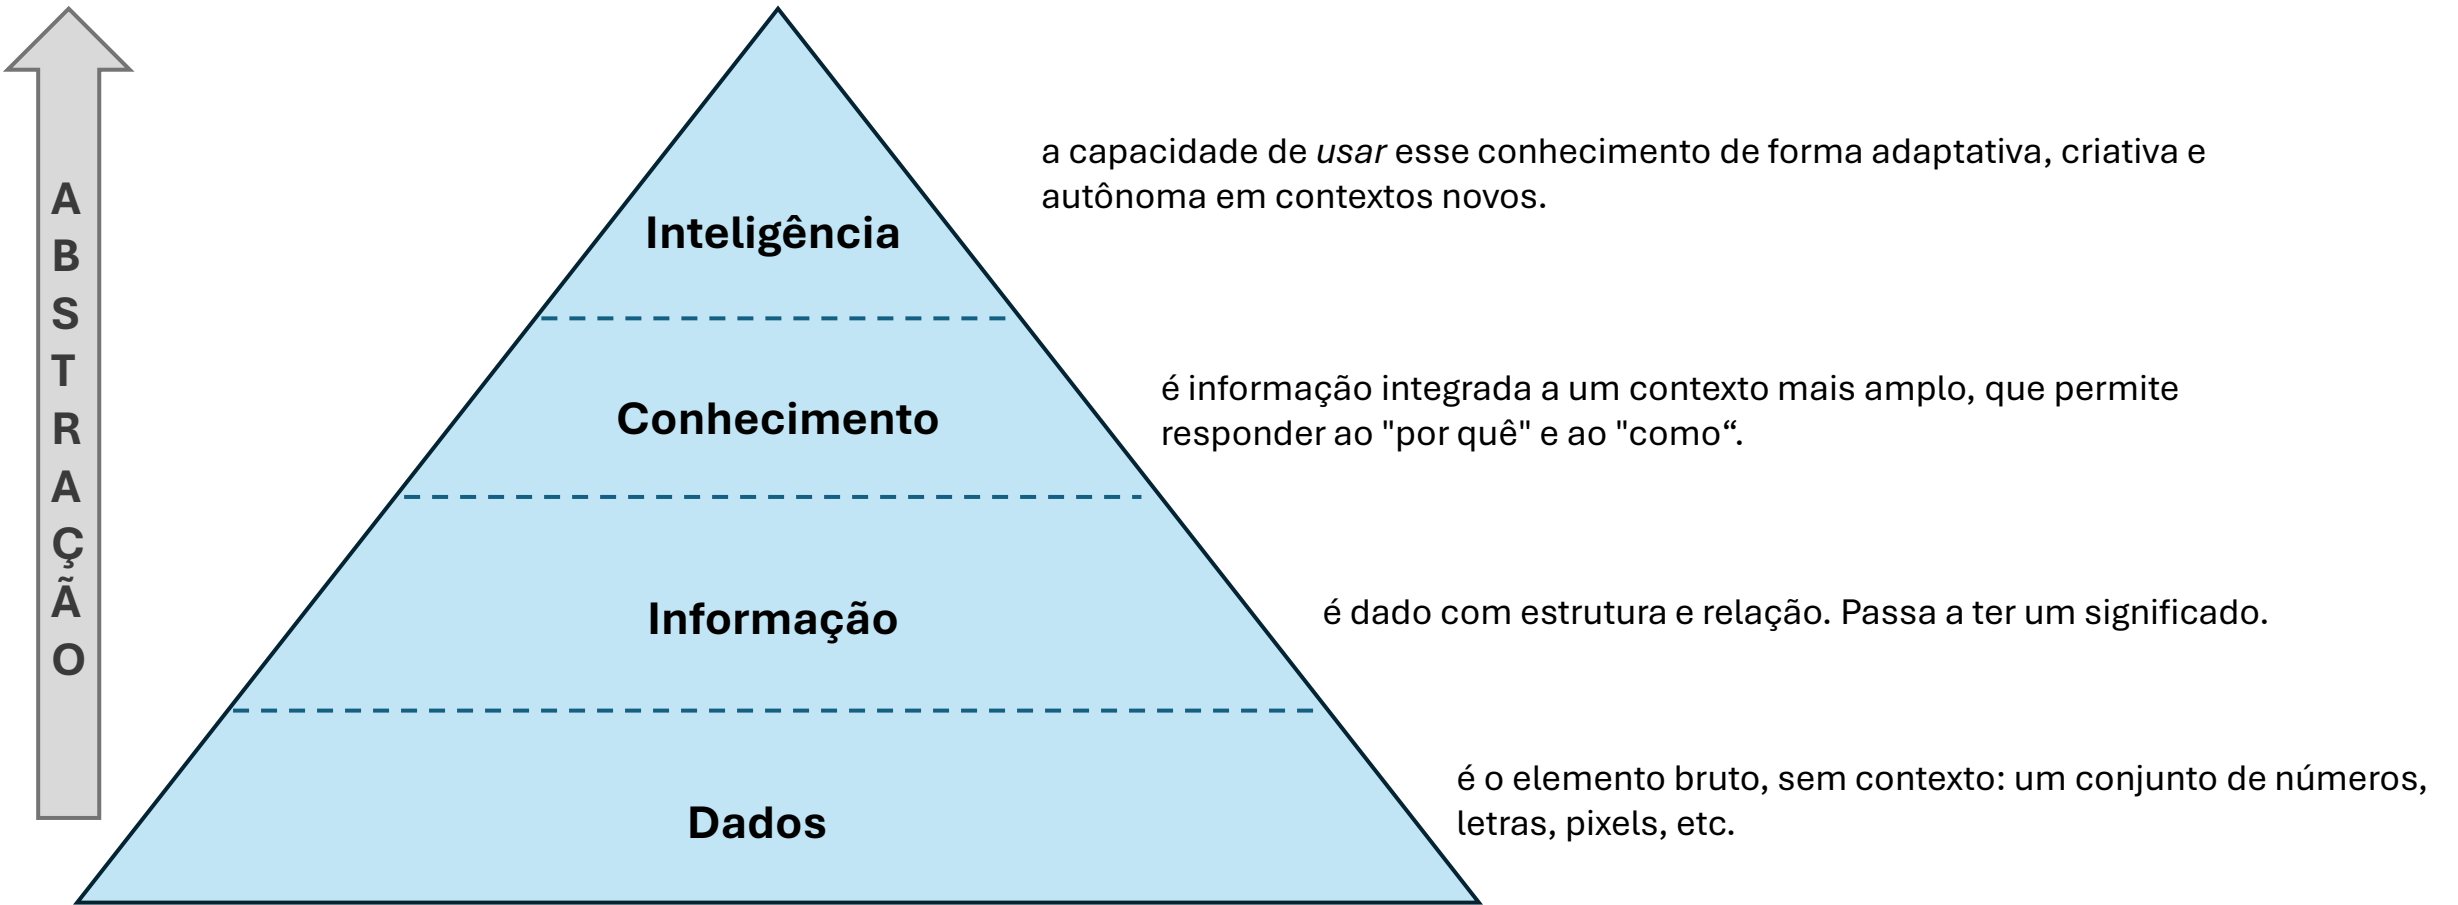 A
B
S
T
R
A
Ç
Ã
O
Inteligência
a capacidade de usar esse conhecimento de forma adaptativa, criativa e
autônoma em contextos novos.
Conhecimento
é informação integrada a um contexto mais amplo, que permite
responder ao "por quê" e ao "como“.
Informação
é dado com estrutura e relação. Passa a ter um significado.
Dados
é o elemento bruto, sem contexto: um conjunto de números,
letras, pixels, etc.